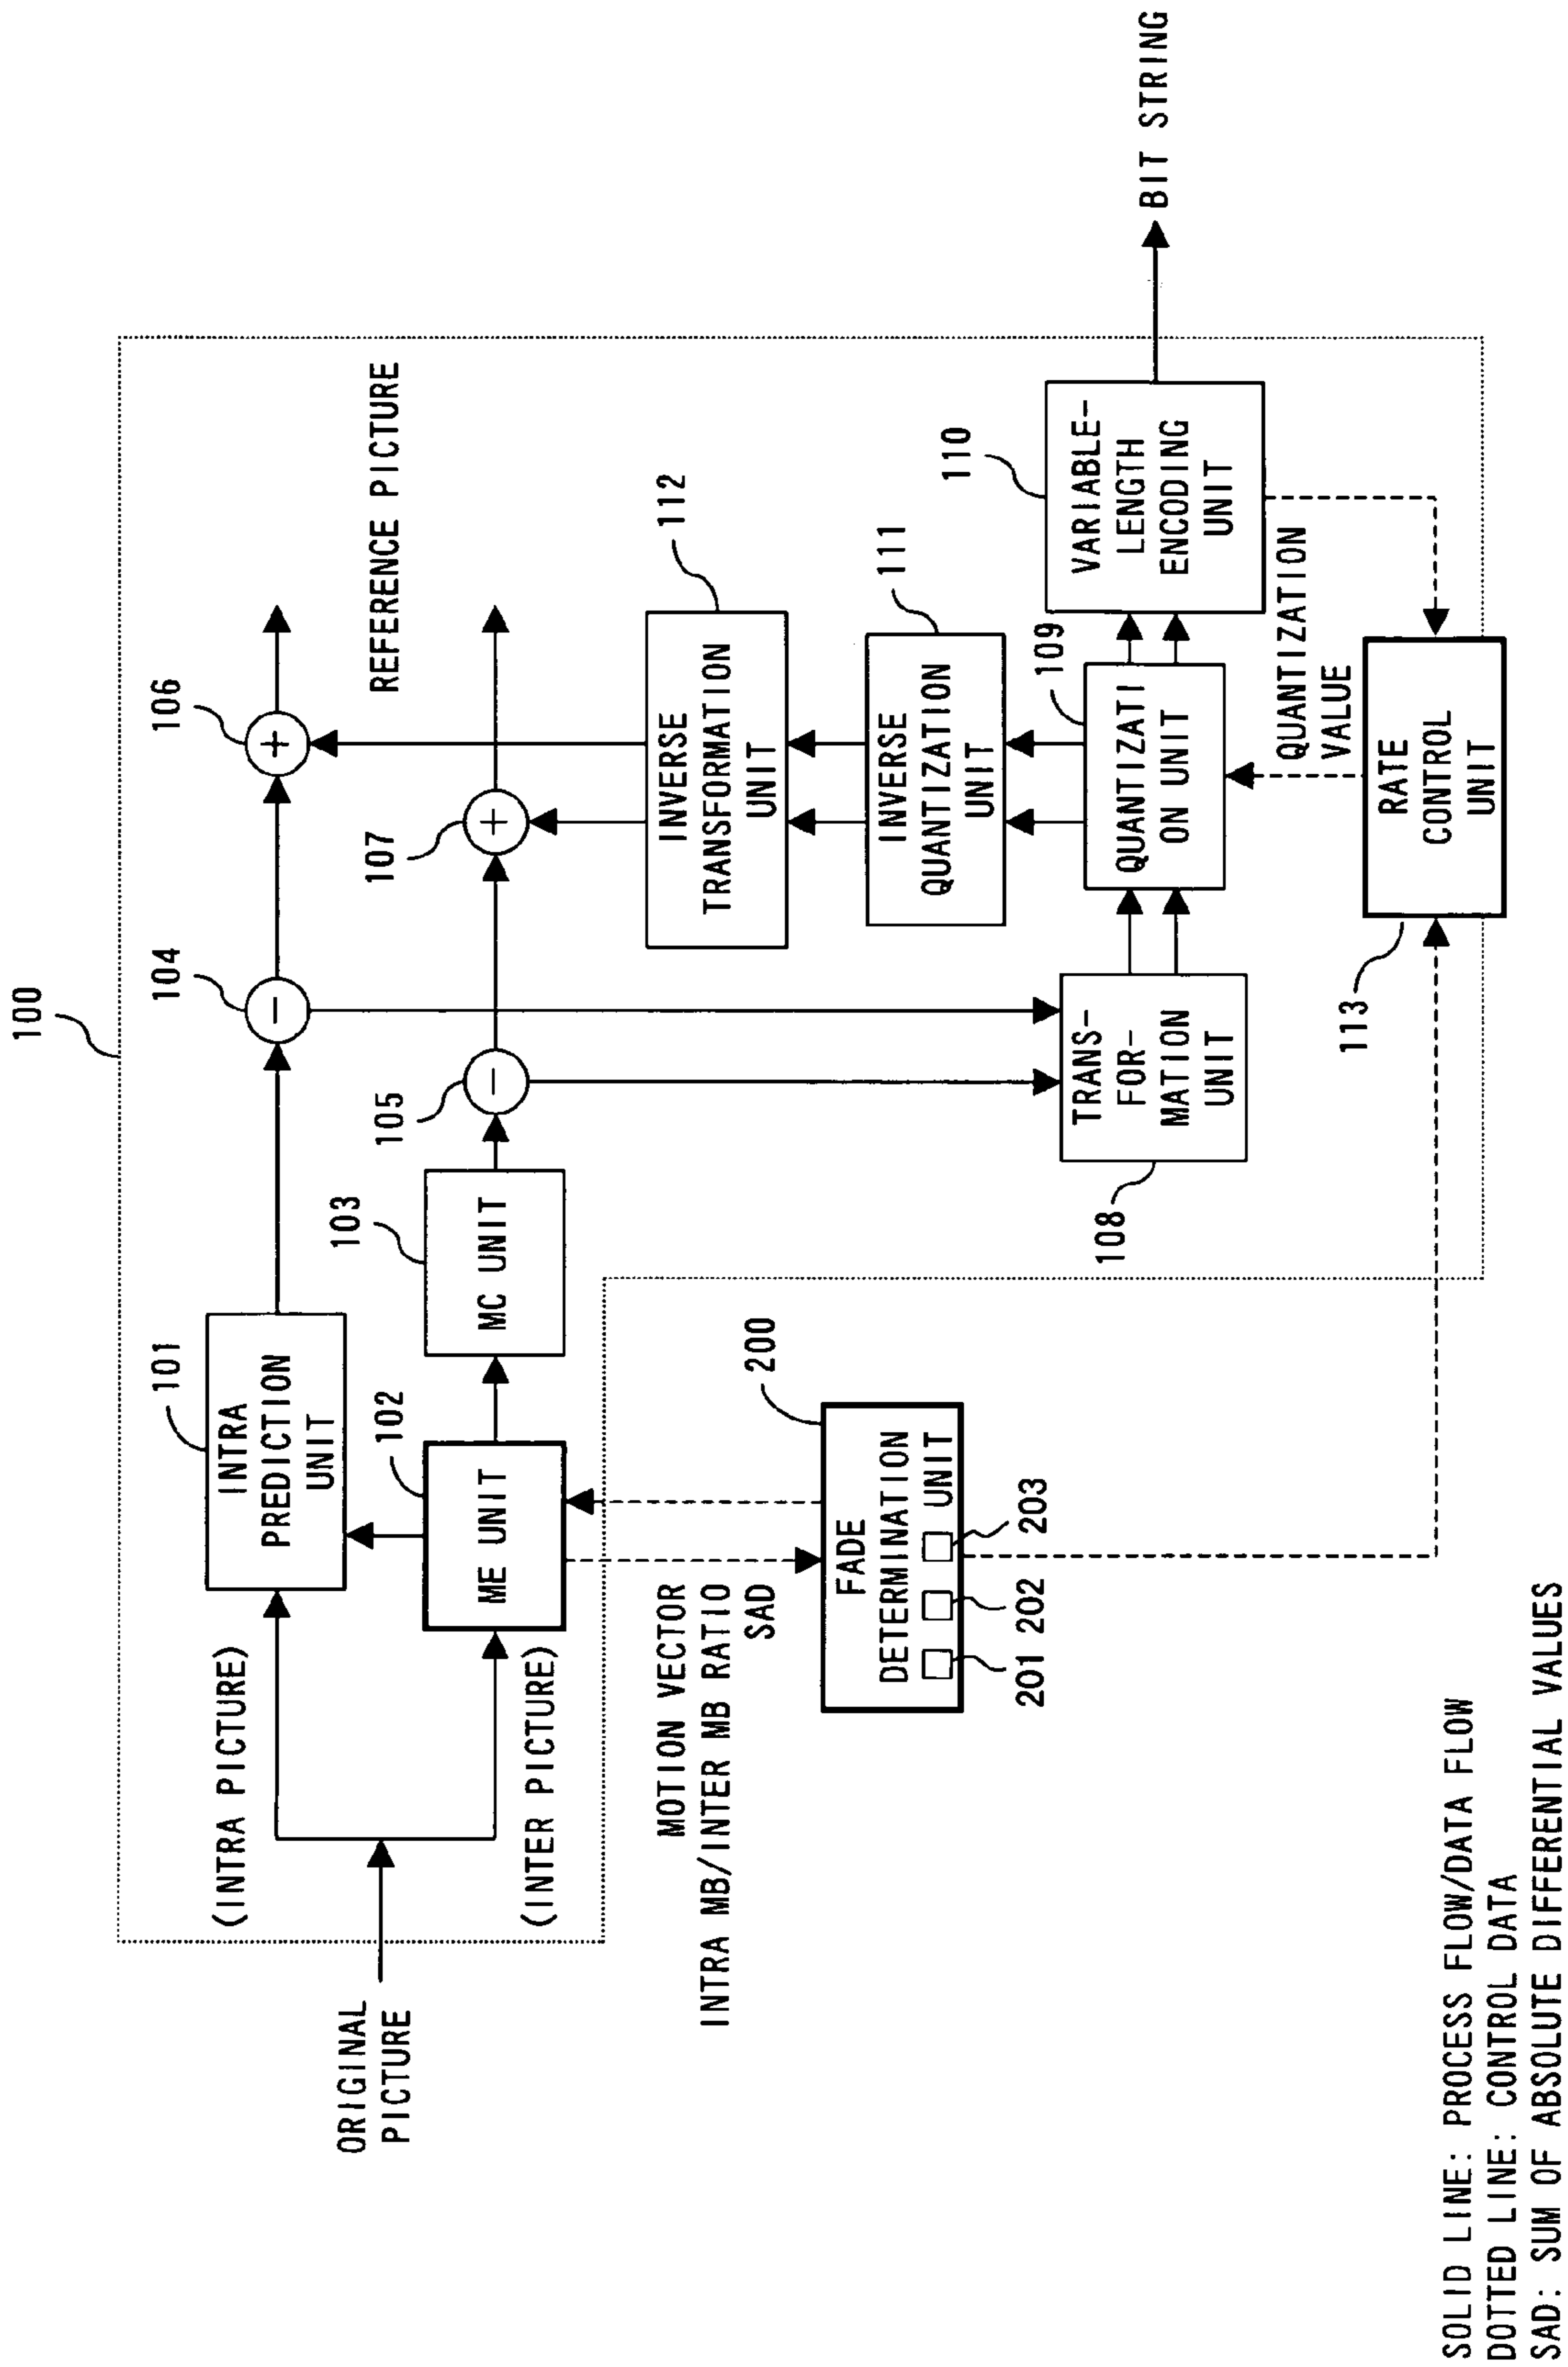 100
ORIGINAL
PICTURE
(INTRA PICTURE)
(INTER PICTURE)
101
INTRA
PREDICTION
UNIT
102
ME UNIT
103
MC UNIT
104
−
105
−
106
+
107
+
REFERENCE PICTURE
MOTION VECTOR
INTRA MB/INTER MB RATIO
SAD
200
FADE
DETERMINATION
UNIT
201
202
203
108
TRANS-
FOR-
MATION
UNIT
112
INVERSE
TRANSFORMATION
UNIT
111
INVERSE
QUANTIZATION
UNIT
109
QUANTIZATI
ON UNIT
110
VARIABLE-
LENGTH
ENCODING
UNIT
BIT STRING
QUANTIZATION
VALUE
113
RATE
CONTROL
UNIT
SOLID LINE: PROCESS FLOW/DATA FLOW
DOTTED LINE: CONTROL DATA
SAD: SUM OF ABSOLUTE DIFFERENTIAL VALUES